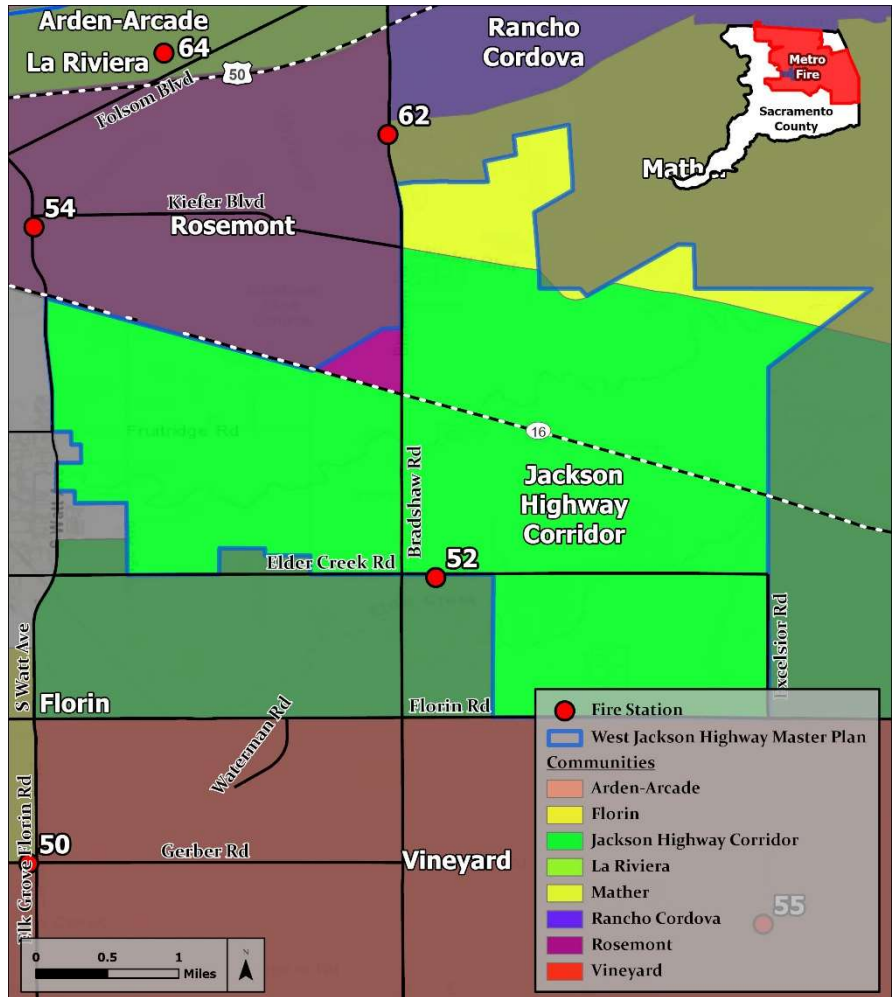 Arden-Arcade
64
La Riviera
50
Folsom Blvd
Rancho
Cordova
Metro
Fire
Sacramento
County
62
54
Kiefer Blvd
Rosemont
Fruitridge Rd
16
Jackson
Highway
Corridor
Bradshaw Rd
Elder Creek Rd
52
S Watt Ave
Excelsior Rd
Florin
Florin Rd
Waterman Rd
50
Gerber Rd
Vineyard
Elk Grove Florin Rd
55
Fire Station
West Jackson Highway Master Plan
Communities
Arden-Arcade
Florin
Jackson Highway Corridor
La Riviera
Mather
Rancho Cordova
Rosemont
Vineyard
0 0.5 1
Miles
N